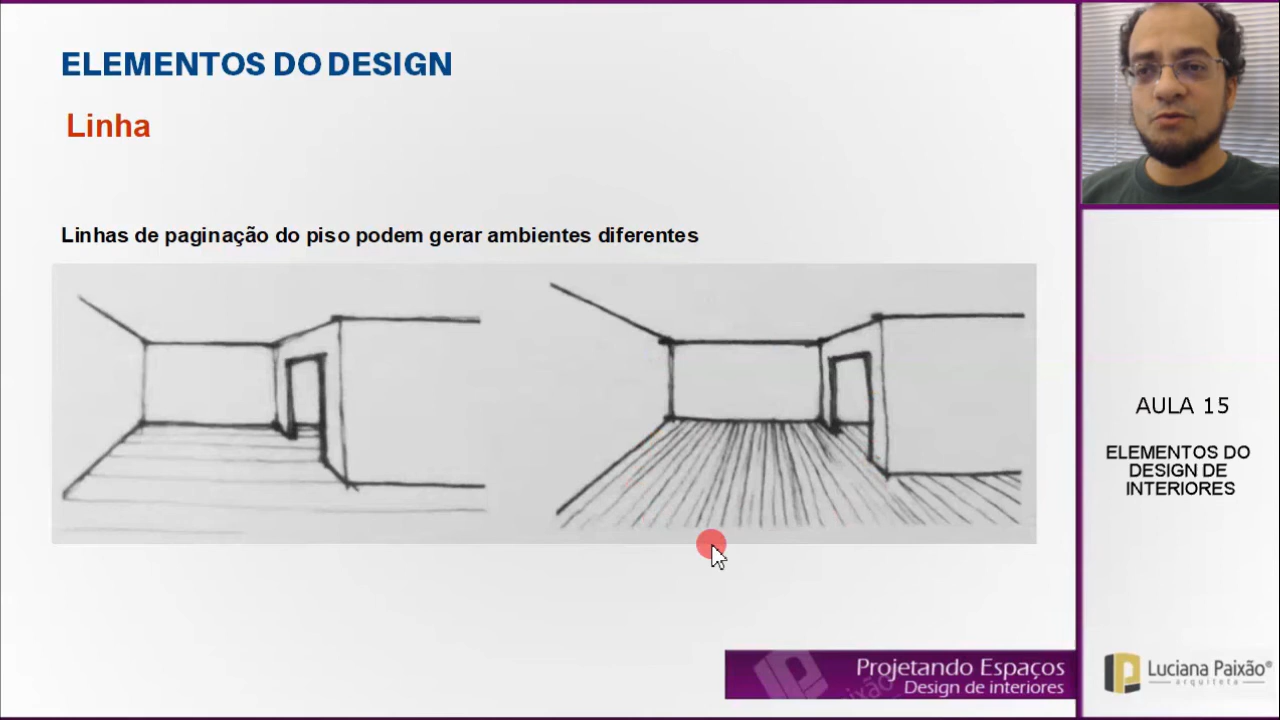 ELEMENTOS DO DESIGN
Linha
Linhas de paginação do piso podem gerar ambientes diferentes
AULA 15
ELEMENTOS DO
DESIGN DE
INTERIORES
Projetando Espaços
Design de interiores
Luciana Paixão®
arquiteta